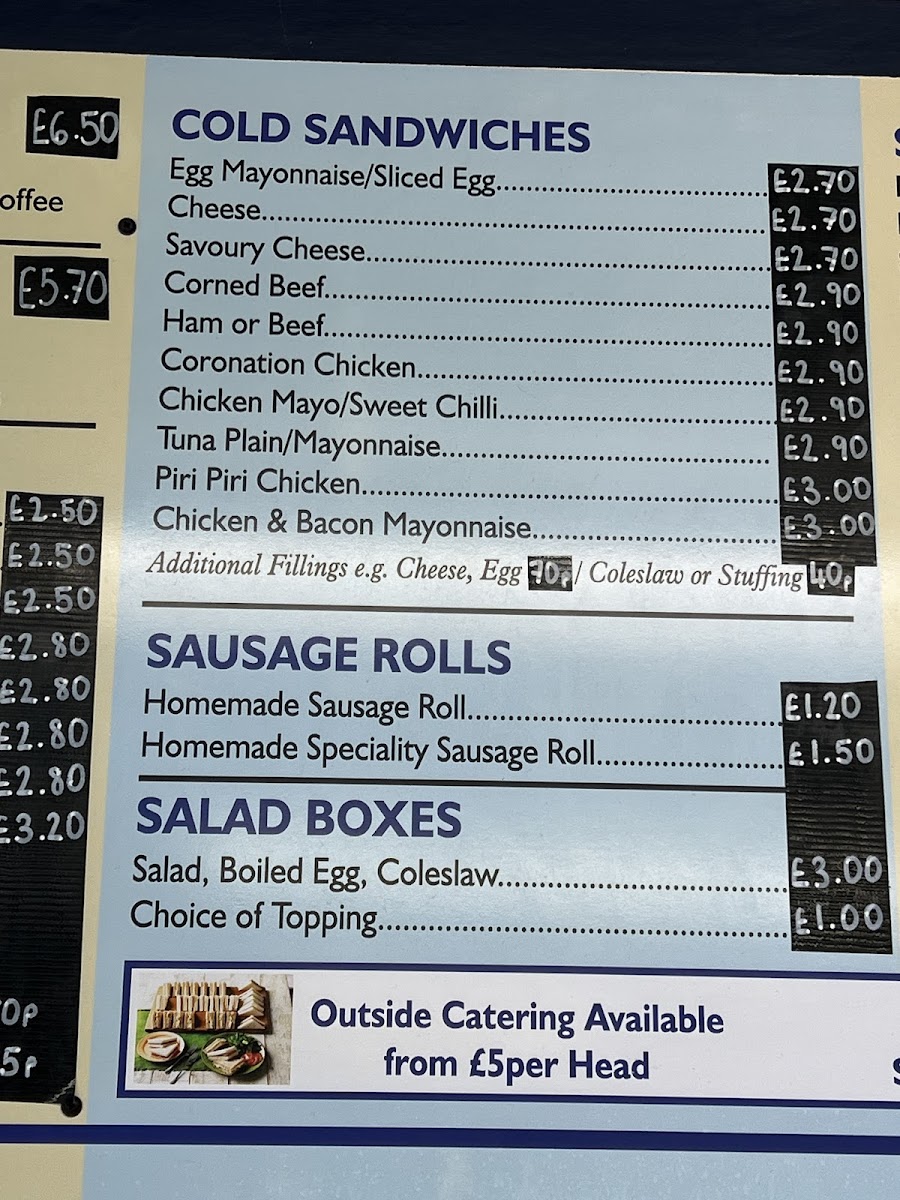 £6.50
offee
£5.70
£2.50
£2.50
£2.50
£2.80
£2.80
£2.80
£2.80
£3.20
0p
5p
COLD SANDWICHES
Egg Mayonnaise/Sliced Egg £2.70
Cheese £2.70
Savoury Cheese £2.70
Corned Beef £2.90
Ham or Beef £2.90
Coronation Chicken £2.90
Chicken Mayo/Sweet Chilli £2.90
Tuna Plain/Mayonnaise £2.90
Piri Piri Chicken £3.00
Chicken & Bacon Mayonnaise £3.00
Additional Fillings e.g. Cheese, Egg 70p / Coleslaw or Stuffing 40p
SAUSAGE ROLLS
Homemade Sausage Roll £1.20
Homemade Speciality Sausage Roll £1.50
SALAD BOXES
Salad, Boiled Egg, Coleslaw £3.00
Choice of Topping £1.00
Outside Catering Available
from £5per Head